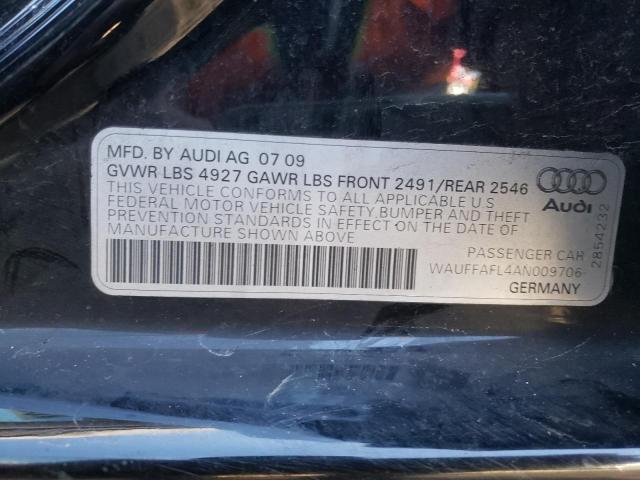 MFD. BY AUDI AG 07 09
GVWR LBS 4927 GAWR LBS FRONT 2491/REAR 2546
THIS VEHICLE CONFORMS TO ALL APPLICABLE U S
FEDERAL MOTOR VEHICLE SAFETY, BUMPER AND THEFT
PREVENTION STANDARDS IN EFFECT ON THE DATE OF
MANUFACTURE SHOWN ABOVE
Audi
2854232
PASSENGER CAR
WAUFFAFL4AN009706
GERMANY